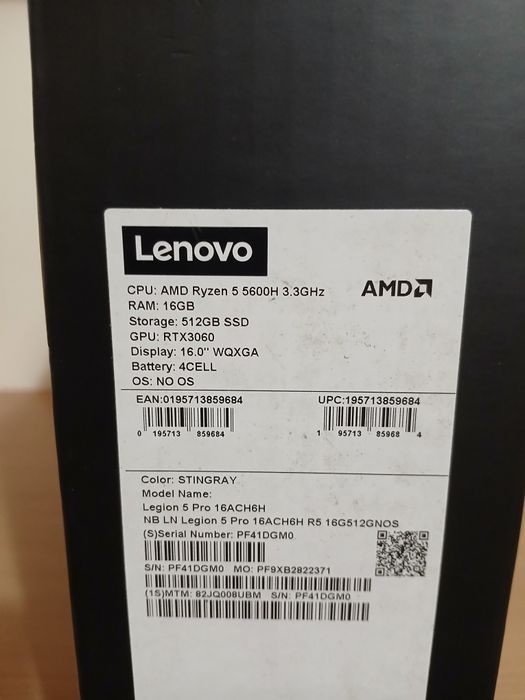 Lenovo
CPU: AMD Ryzen 5 5600H 3.3GHz
AMD
RAM: 16GB
Storage: 512GB SSD
GPU: RTX3060
Display: 16.0" WQXGA
Battery: 4CELL
OS: NO OS
EAN:0195713859684 UPC:195713859684
0 195713 859684 1 95713 85968 4
Color: STINGRAY
Model Name:
Legion 5 Pro 16ACH6H
NB LN Legion 5 Pro 16ACH6H R5 16G512GNOS
(S)Serial Number: PF41DGM0
S/N: PF41DGM0 MO: PF9XB2822371
(1S)MTM: 82JQ008UBM S/N: PF41DGM0